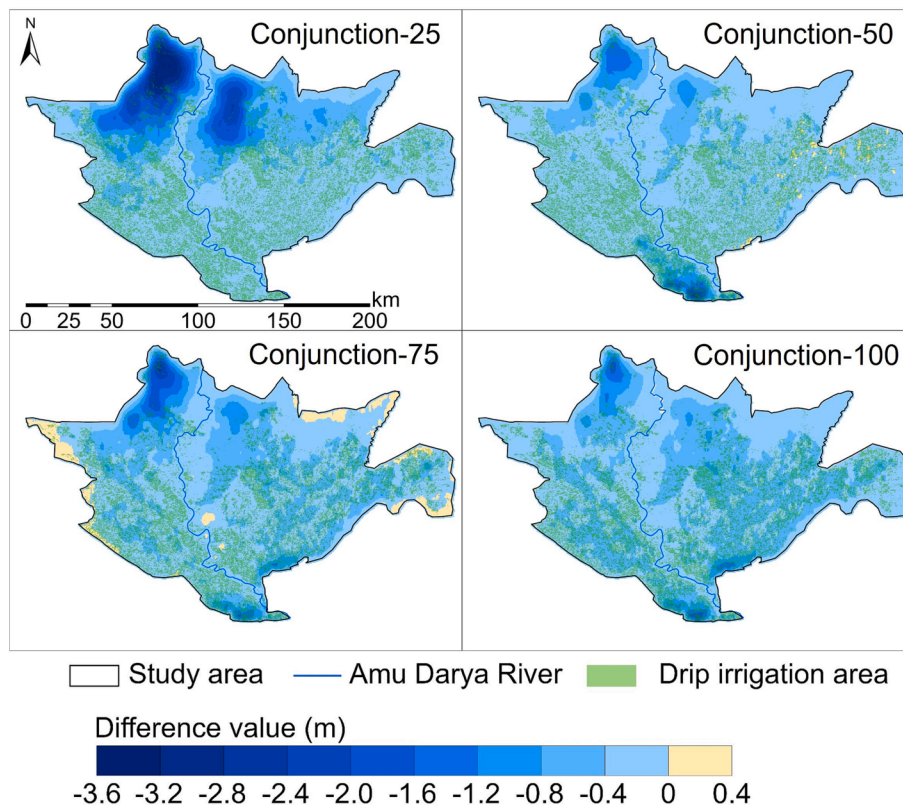 N
Conjunction-25
Conjunction-50
km
0 25 50 100 150 200
Conjunction-75
Conjunction-100
Study area Amu Darya River Drip irrigation area
Difference value (m)
-3.6 -3.2 -2.8 -2.4 -2.0 -1.6 -1.2 -0.8 -0.4 0 0.4